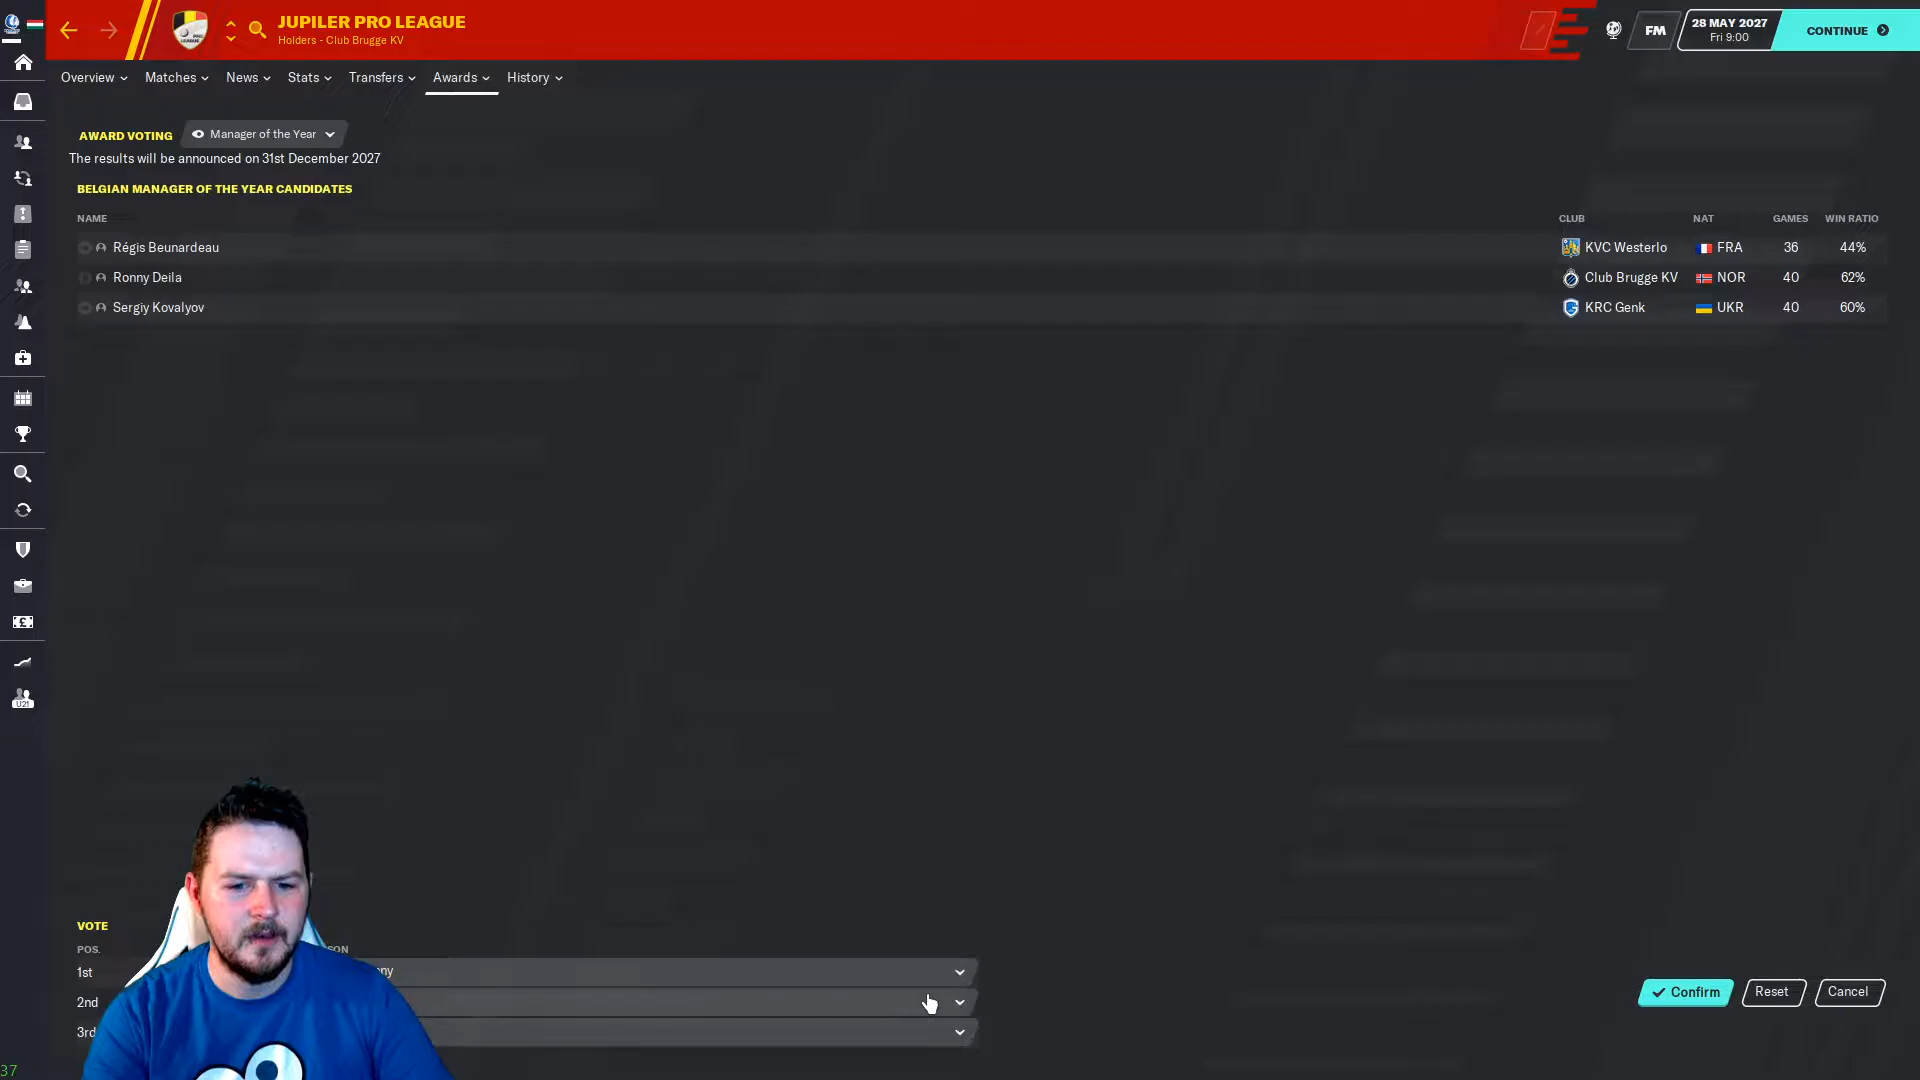 JUPILER PRO LEAGUE
Holders - Club Brugge KV
FM
28 MAY 2027
Fri 9:00
CONTINUE
Overview
Matches
News
Stats
Transfers
Awards
History
AWARD VOTING
Manager of the Year
The results will be announced on 31st December 2027
BELGIAN MANAGER OF THE YEAR CANDIDATES
NAME CLUB NAT GAMES WIN RATIO
Régis Beunardeau KVC Westerlo FRA 36 44%
Ronny Deila Club Brugge KV NOR 40 62%
Sergiy Kovalyov KRC Genk UKR 40 60%
U21
VOTE
POS. SON
1st ny
2nd
3rd
Confirm
Reset
Cancel
37